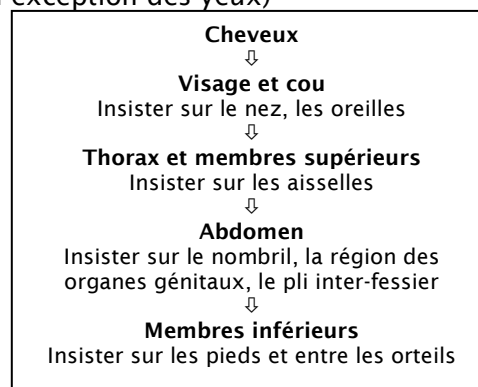 exception des yeux)
Cheveux
⇩
Visage et cou
Insister sur le nez, les oreilles
⇩
Thorax et membres supérieurs
Insister sur les aisselles
⇩
Abdomen
Insister sur le nombril, la région des
organes génitaux, le pli inter-fessier
⇩
Membres inférieurs
Insister sur les pieds et entre les orteils